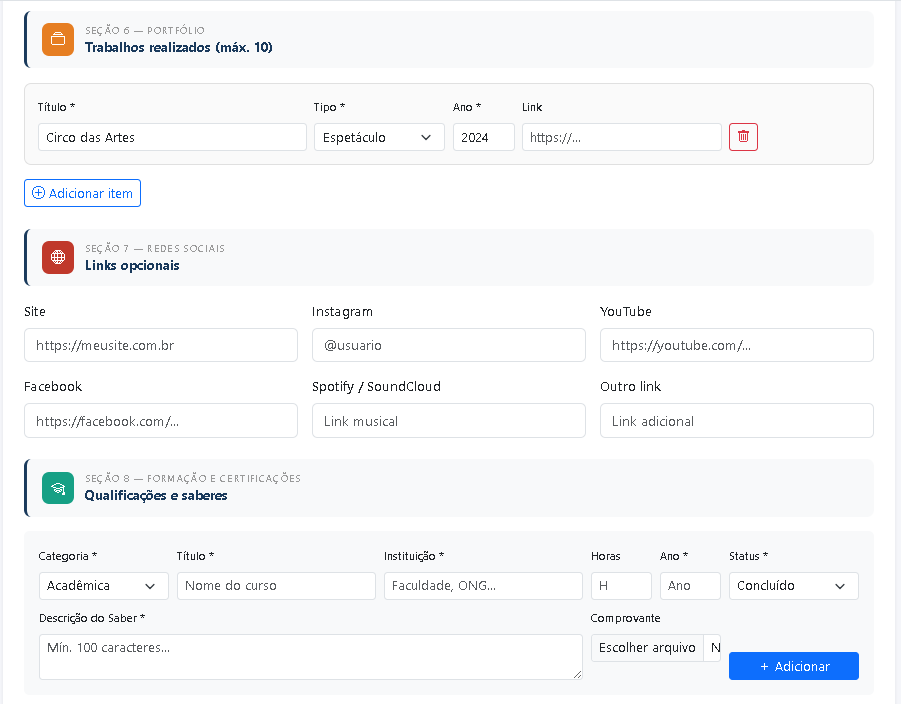 SEÇÃO 6 — PORTFÓLIO
Trabalhos realizados (máx. 10)
Título * Tipo * Ano * Link
Circo das Artes Espetáculo 2024 https://...
Adicionar item
SEÇÃO 7 — REDES SOCIAIS
Links opcionais
Site Instagram YouTube
https://meusite.com.br @usuario https://youtube.com/...
Facebook Spotify / SoundCloud Outro link
https://facebook.com/... Link musical Link adicional
SEÇÃO 8 — FORMAÇÃO E CERTIFICAÇÕES
Qualificações e saberes
Categoria * Título * Instituição * Horas Ano * Status *
Acadêmica Nome do curso Faculdade, ONG... H Ano Concluído
Descrição do Saber * Comprovante
Mín. 100 caracteres... Escolher arquivo N
+ Adicionar